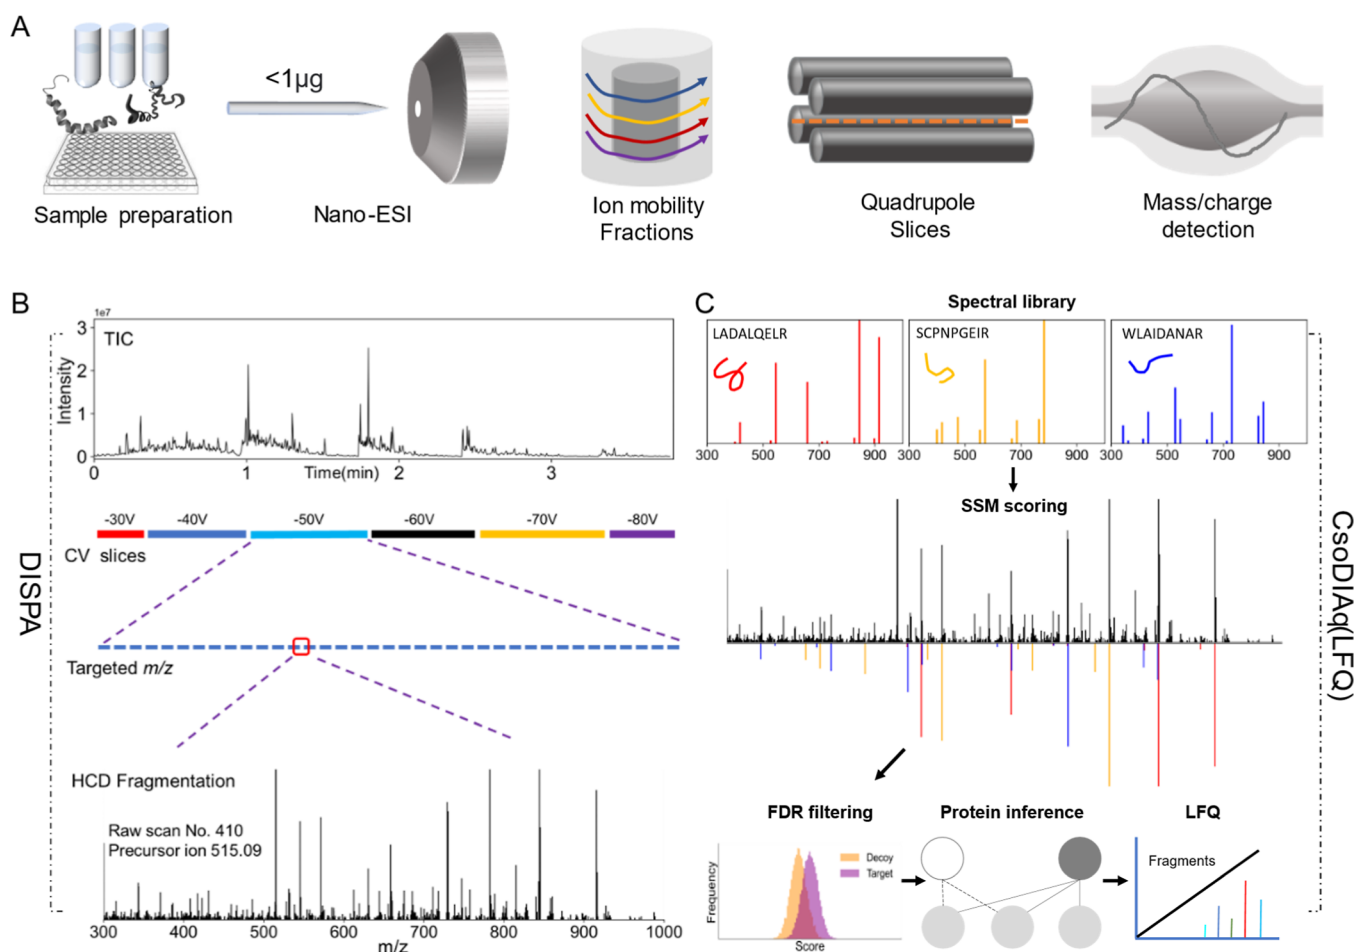 A
<1µg
Sample preparation
Nano-ESI
Ion mobility
Fractions
Quadrupole
Slices
Mass/charge
detection
B
DISPA
1e7
TIC
Intensity
3
2
1
0
0 1 2 3
Time(min)
-30V -40V -50V -60V -70V -80V
CV slices
Targeted m/z
HCD Fragmentation
Raw scan No. 410
Precursor ion 515.09
300 400 500 600 700 800 900 1000
m/z
C
Spectral library
LADALQELR
SCPNPGEIR
WLAIDANAR
300 500 700 900
300 500 700 900
300 500 700 900
SSM scoring
CsoDIAq(LFQ)
FDR filtering
Decoy
Target
Frequency
Score
Protein inference
LFQ
Fragments